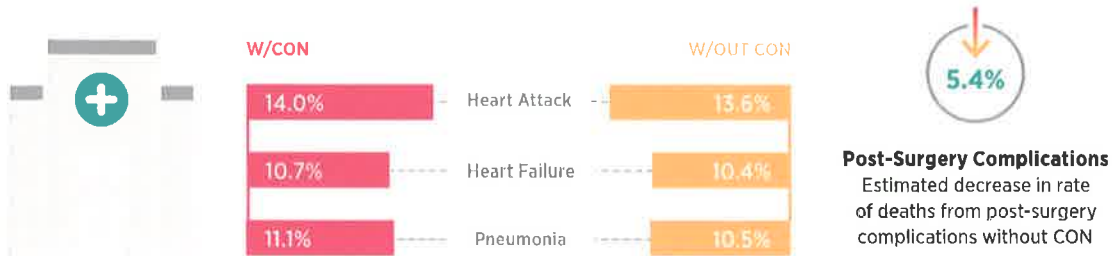 W/CON
W/OUT CON
14.0% Heart Attack 13.6%
10.7% Heart Failure 10.4%
11.1% Pneumonia 10.5%
5.4%
Post-Surgery Complications
Estimated decrease in rate
of deaths from post-surgery
complications without CON